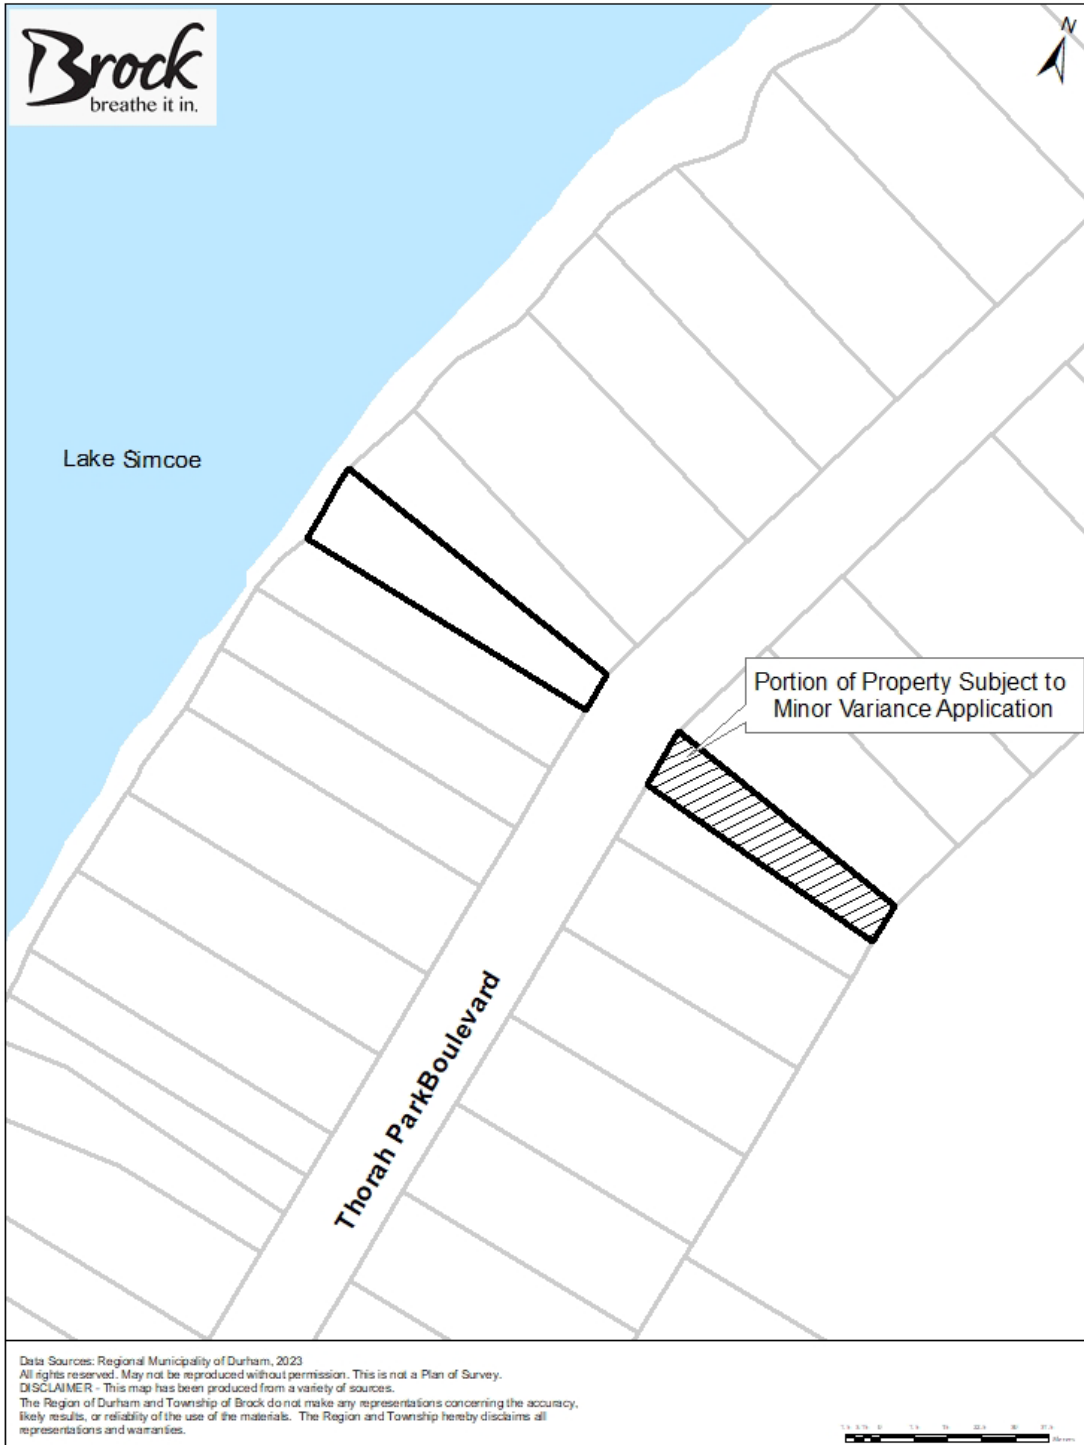 Brock
breathe it in.
N
Lake Simcoe
Portion of Property Subject to
Minor Variance Application
Thorah ParkBoulevard
Data Sources: Regional Municipality of Durham, 2023
All rights reserved. May not be reproduced without permission. This is not a Plan of Survey.
DISCLAIMER - This map has been produced from a variety of sources.
The Region of Durham and Township of Brock do not make any representations concerning the accuracy,
likely results, or reliability of the use of the materials. The Region and Township hereby disclaims all
representations and warranties.
Meters